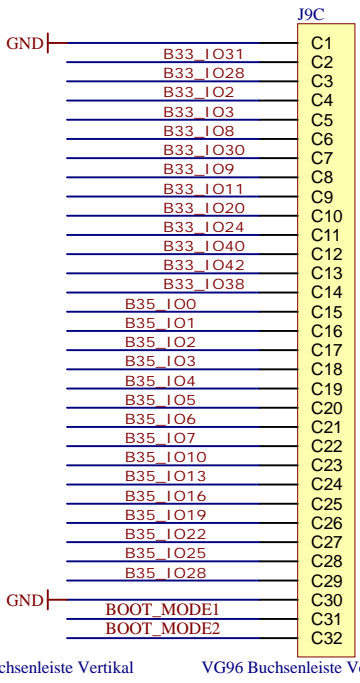 J9C
GND C1
B33_IO31 C2
B33_IO28 C3
B33_IO2 C4
B33_IO3 C5
B33_IO8 C6
B33_IO30 C7
B33_IO9 C8
B33_IO11 C9
B33_IO20 C10
B33_IO24 C11
B33_IO40 C12
B33_IO42 C13
B33_IO38 C14
B35_IO0 C15
B35_IO1 C16
B35_IO2 C17
B35_IO3 C18
B35_IO4 C19
B35_IO5 C20
B35_IO6 C21
B35_IO7 C22
B35_IO10 C23
B35_IO13 C24
B35_IO16 C25
B35_IO19 C26
B35_IO22 C27
B35_IO25 C28
B35_IO28 C29
GND C30
BOOT_MODE1 C31
BOOT_MODE2 C32
chsenleiste Vertikal VG96 Buchsenleiste Ve